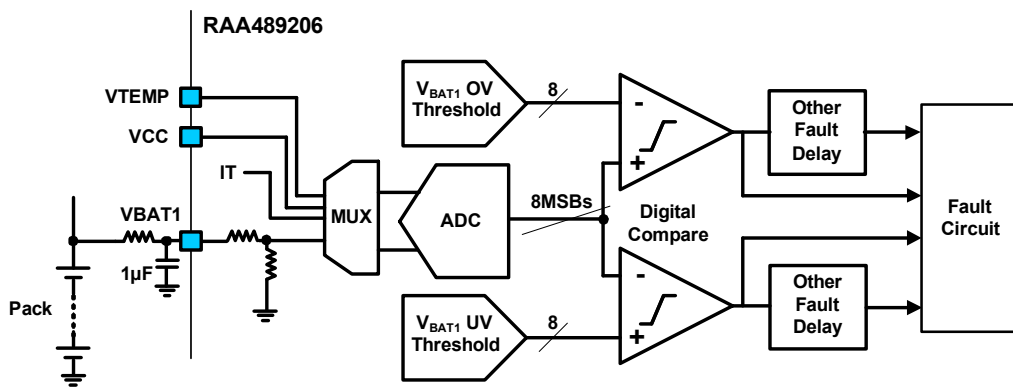 RAA489206
VTEMP
VCC
IT
VBAT1
1µF
Pack
MUX
ADC
8MSBs
VBAT1 OV
Threshold
8
-
+
Digital
Compare
VBAT1 UV
Threshold
8
-
+
Other
Fault
Delay
Other
Fault
Delay
Fault
Circuit